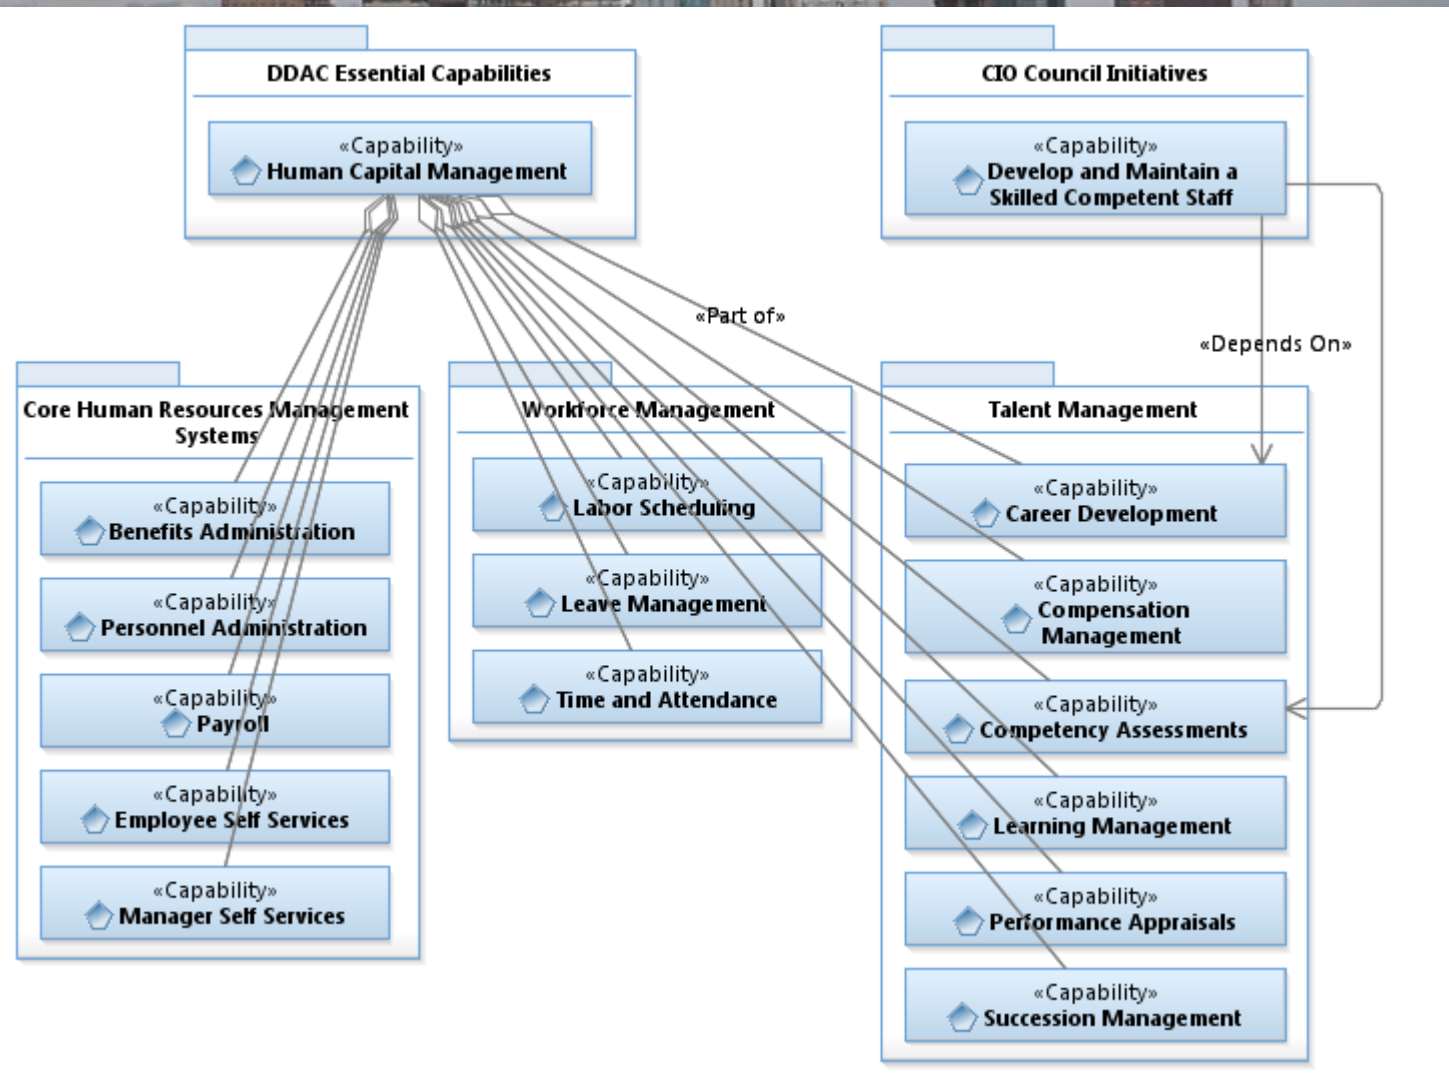 DDAC Essential Capabilities
«Capability»
Human Capital Management
CIO Council Initiatives
«Capability»
Develop and Maintain a
Skilled Competent Staff
«Part of»
«Depends On»
Core Human Resources Management
Systems
«Capability»
Benefits Administration
«Capability»
Personnel Administration
«Capability»
Payroll
«Capability»
Employee Self Services
«Capability»
Manager Self Services
Workforce Management
«Capability»
Labor Scheduling
«Capability»
Leave Management
«Capability»
Time and Attendance
Talent Management
«Capability»
Career Development
«Capability»
Compensation
Management
«Capability»
Competency Assessments
«Capability»
Learning Management
«Capability»
Performance Appraisals
«Capability»
Succession Management